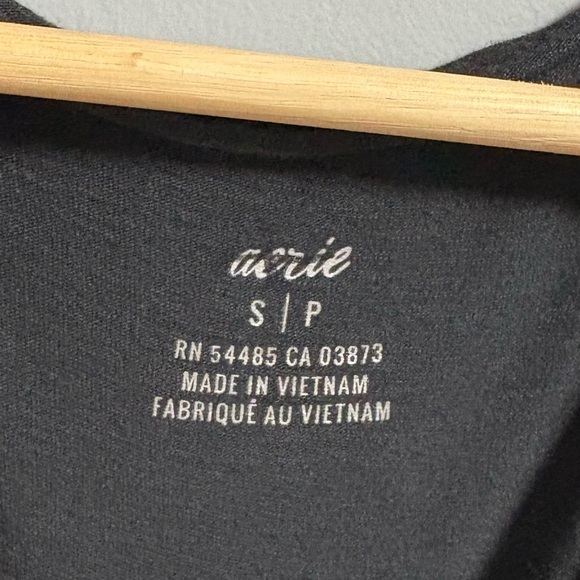 aerie
S | P
RN 54485 CA 03873
MADE IN VIETNAM
FABRIQUÉ AU VIETNAM